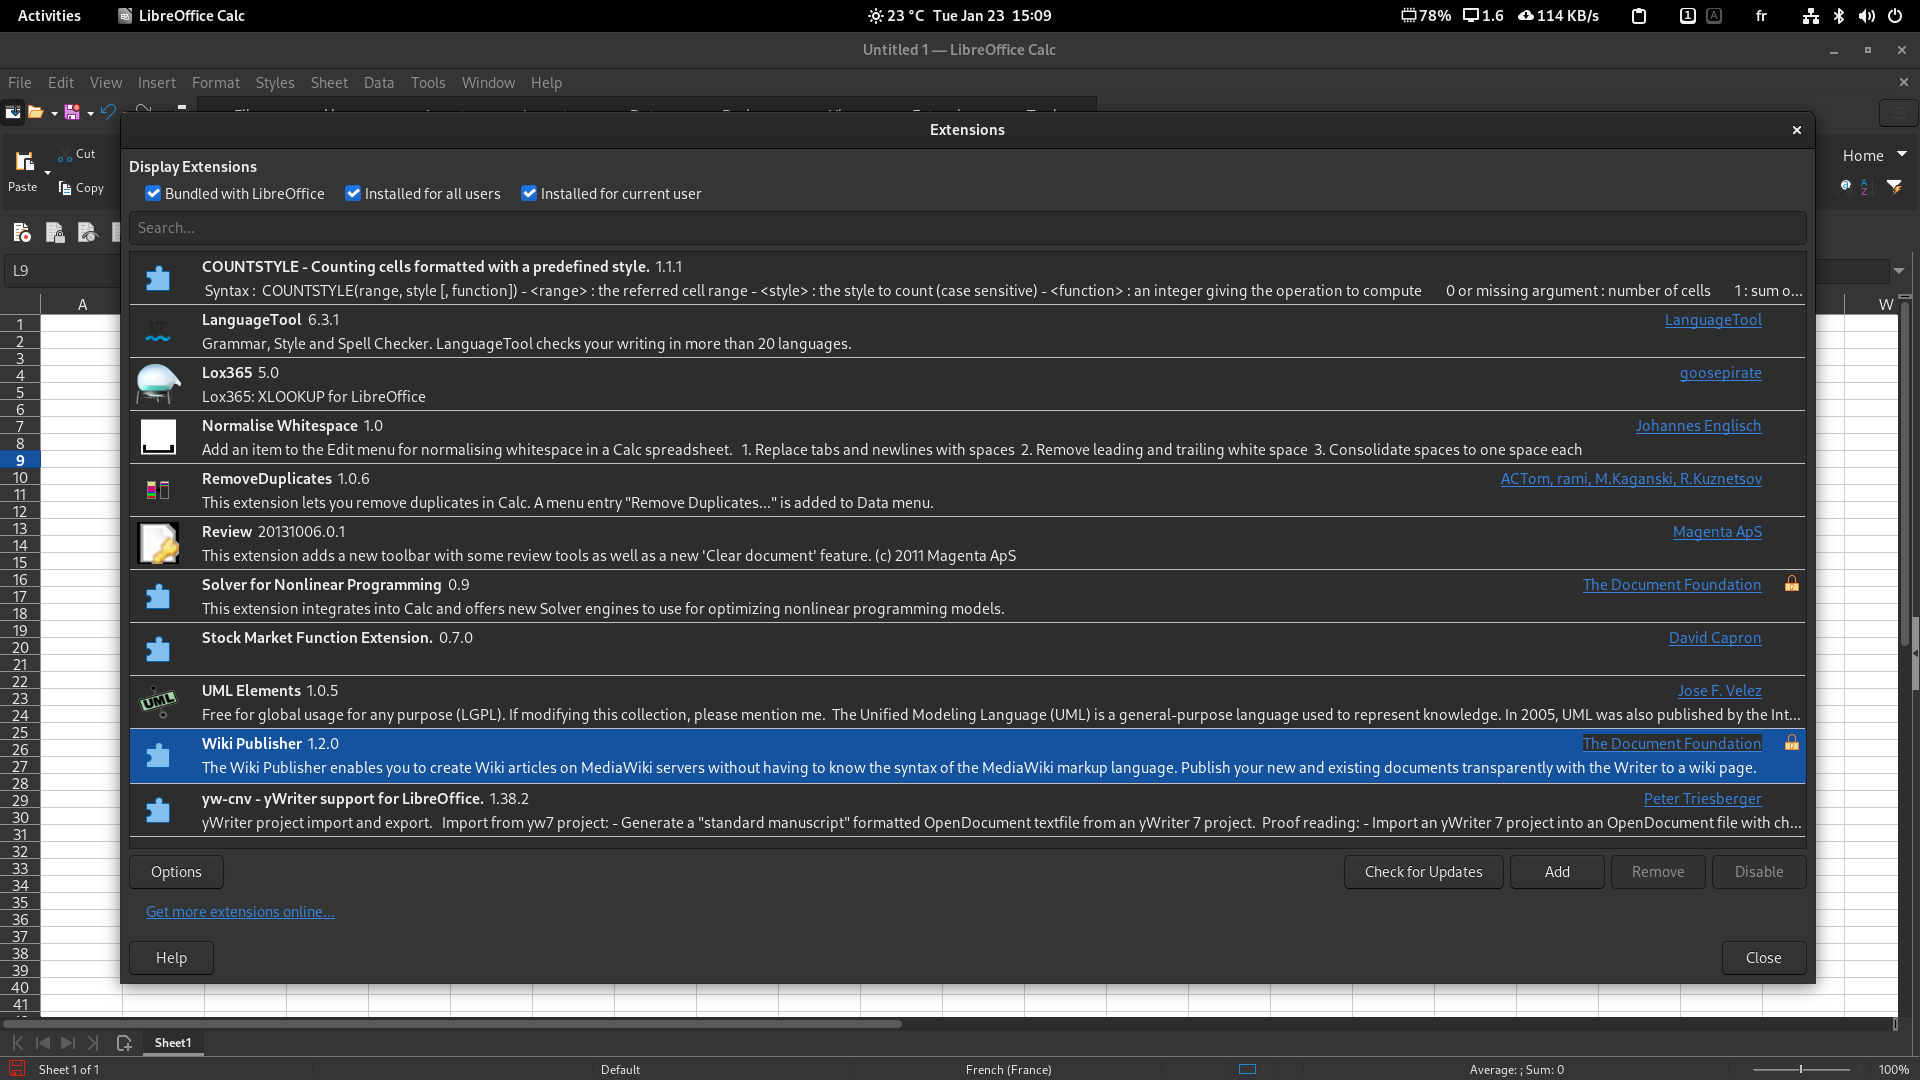 Activities LibreOffice Calc 23 °C Tue Jan 23 15:09 78% 1.6 114 KB/s 1 A fr
Untitled 1 — LibreOffice Calc
File Edit View Insert Format Styles Sheet Data Tools Window Help
Extensions
Display Extensions
Bundled with LibreOffice Installed for all users Installed for current user
Search...
Cut
Paste Copy
Home
L9
A W
COUNTSTYLE - Counting cells formatted with a predefined style. 1.1.1
Syntax : COUNTSTYLE(range, style [, function]) - <range> : the referred cell range - <style> : the style to count (case sensitive) - <function> : an integer giving the operation to compute 0 or missing argument : number of cells 1 : sum o...
LanguageTool 6.3.1 LanguageTool
Grammar, Style and Spell Checker. LanguageTool checks your writing in more than 20 languages.
Lox365 5.0 goosepirate
Lox365: XLOOKUP for LibreOffice
Normalise Whitespace 1.0 Johannes Englisch
Add an item to the Edit menu for normalising whitespace in a Calc spreadsheet. 1. Replace tabs and newlines with spaces 2. Remove leading and trailing white space 3. Consolidate spaces to one space each
RemoveDuplicates 1.0.6 ACTom, rami, M.Kaganski, R.Kuznetsov
This extension lets you remove duplicates in Calc. A menu entry "Remove Duplicates..." is added to Data menu.
Review 20131006.0.1 Magenta ApS
This extension adds a new toolbar with some review tools as well as a new 'Clear document' feature. (c) 2011 Magenta ApS
Solver for Nonlinear Programming 0.9 The Document Foundation
This extension integrates into Calc and offers new Solver engines to use for optimizing nonlinear programming models.
Stock Market Function Extension. 0.7.0 David Capron
UML
UML Elements 1.0.5 Jose F. Velez
Free for global usage for any purpose (LGPL). If modifying this collection, please mention me. The Unified Modeling Language (UML) is a general-purpose language used to represent knowledge. In 2005, UML was also published by the Int...
Wiki Publisher 1.2.0 The Document Foundation
The Wiki Publisher enables you to create Wiki articles on MediaWiki servers without having to know the syntax of the MediaWiki markup language. Publish your new and existing documents transparently with the Writer to a wiki page.
yw-cnv - yWriter support for LibreOffice. 1.38.2 Peter Triesberger
yWriter project import and export. Import from yw7 project: - Generate a "standard manuscript" formatted OpenDocument textfile from an yWriter 7 project. Proof reading: - Import an yWriter 7 project into an OpenDocument file with ch...
Options Check for Updates Add Remove Disable
Get more extensions online...
Help Close
1
2
3
4
5
6
7
8
9
10
11
12
13
14
15
16
17
18
19
20
21
22
23
24
25
26
27
28
29
30
31
32
33
34
35
36
37
38
39
40
41
Sheet1
Sheet 1 of 1 Default French (France) Average: ; Sum: 0 100%